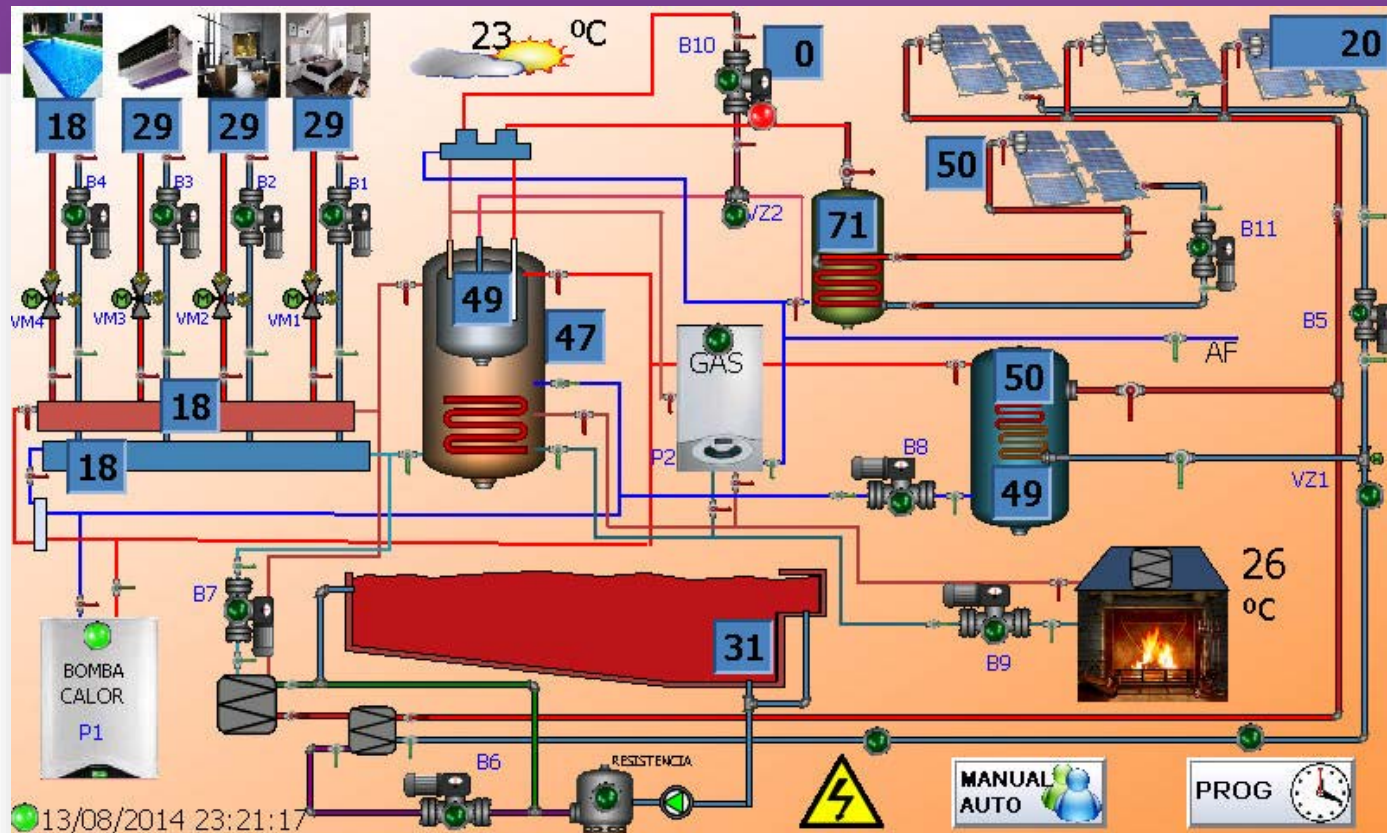 23 ºC
B10
0
20
18
29
29
29
B4
B3
B2
B1
50
VZ2
71
B11
49
VM4
VM3
VM2
VM1
47
B5
GAS
AF
50
18
18
P2
B8
49
VZ1
B7
26
ºC
31
B9
BOMBA
CALOR
P1
B6
RESISTENCIA
MANUAL
AUTO
PROG
13/08/2014 23:21:17
M
M
M
M
M